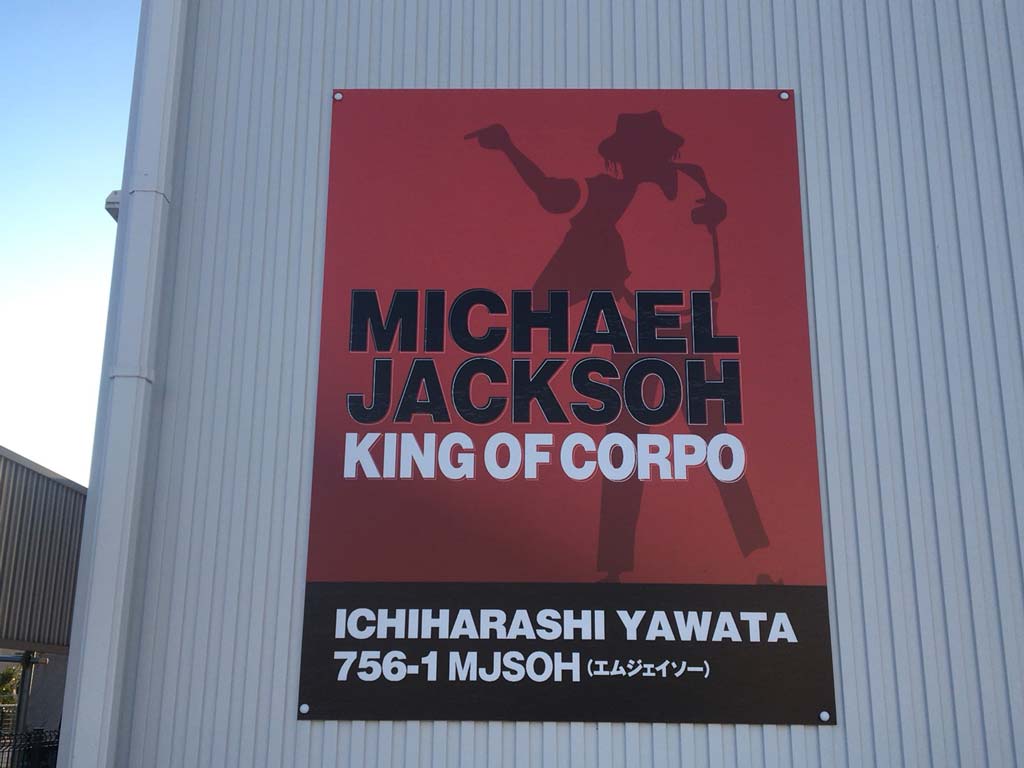 MICHAEL
JACKSOH
KING OF CORPO
ICHIHARASHI YAWATA
756-1 MJSOH (エムジェイソー)